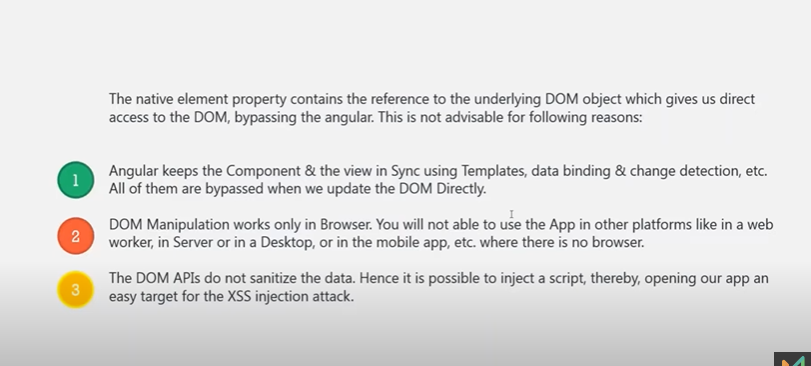 The native element property contains the reference to the underlying DOM object which gives us direct
access to the DOM, bypassing the angular. This is not advisable for following reasons:
1
Angular keeps the Component & the view in Sync using Templates, data binding & change detection, etc.
All of them are bypassed when we update the DOM Directly.
2
DOM Manipulation works only in Browser. You will not able to use the App in other platforms like in a web
worker, in Server or in a Desktop, or in the mobile app, etc. where there is no browser.
3
The DOM APIs do not sanitize the data. Hence it is possible to inject a script, thereby, opening our app an
easy target for the XSS injection attack.